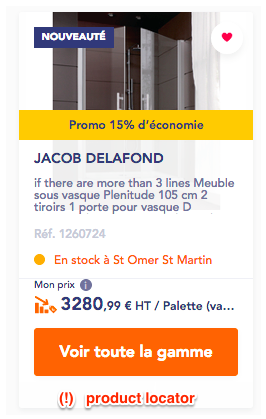 NOUVEAUTÉ
Promo 15% d'économie
JACOB DELAFOND
if there are more than 3 lines Meuble
sous vasque Plenitude 105 cm 2
tiroirs 1 porte pour vasque D
Réf. 1260724
En stock à St Omer St Martin
Mon prix i
3280,99 € HT / Palette (va...
Voir toute la gamme
(!) product locator